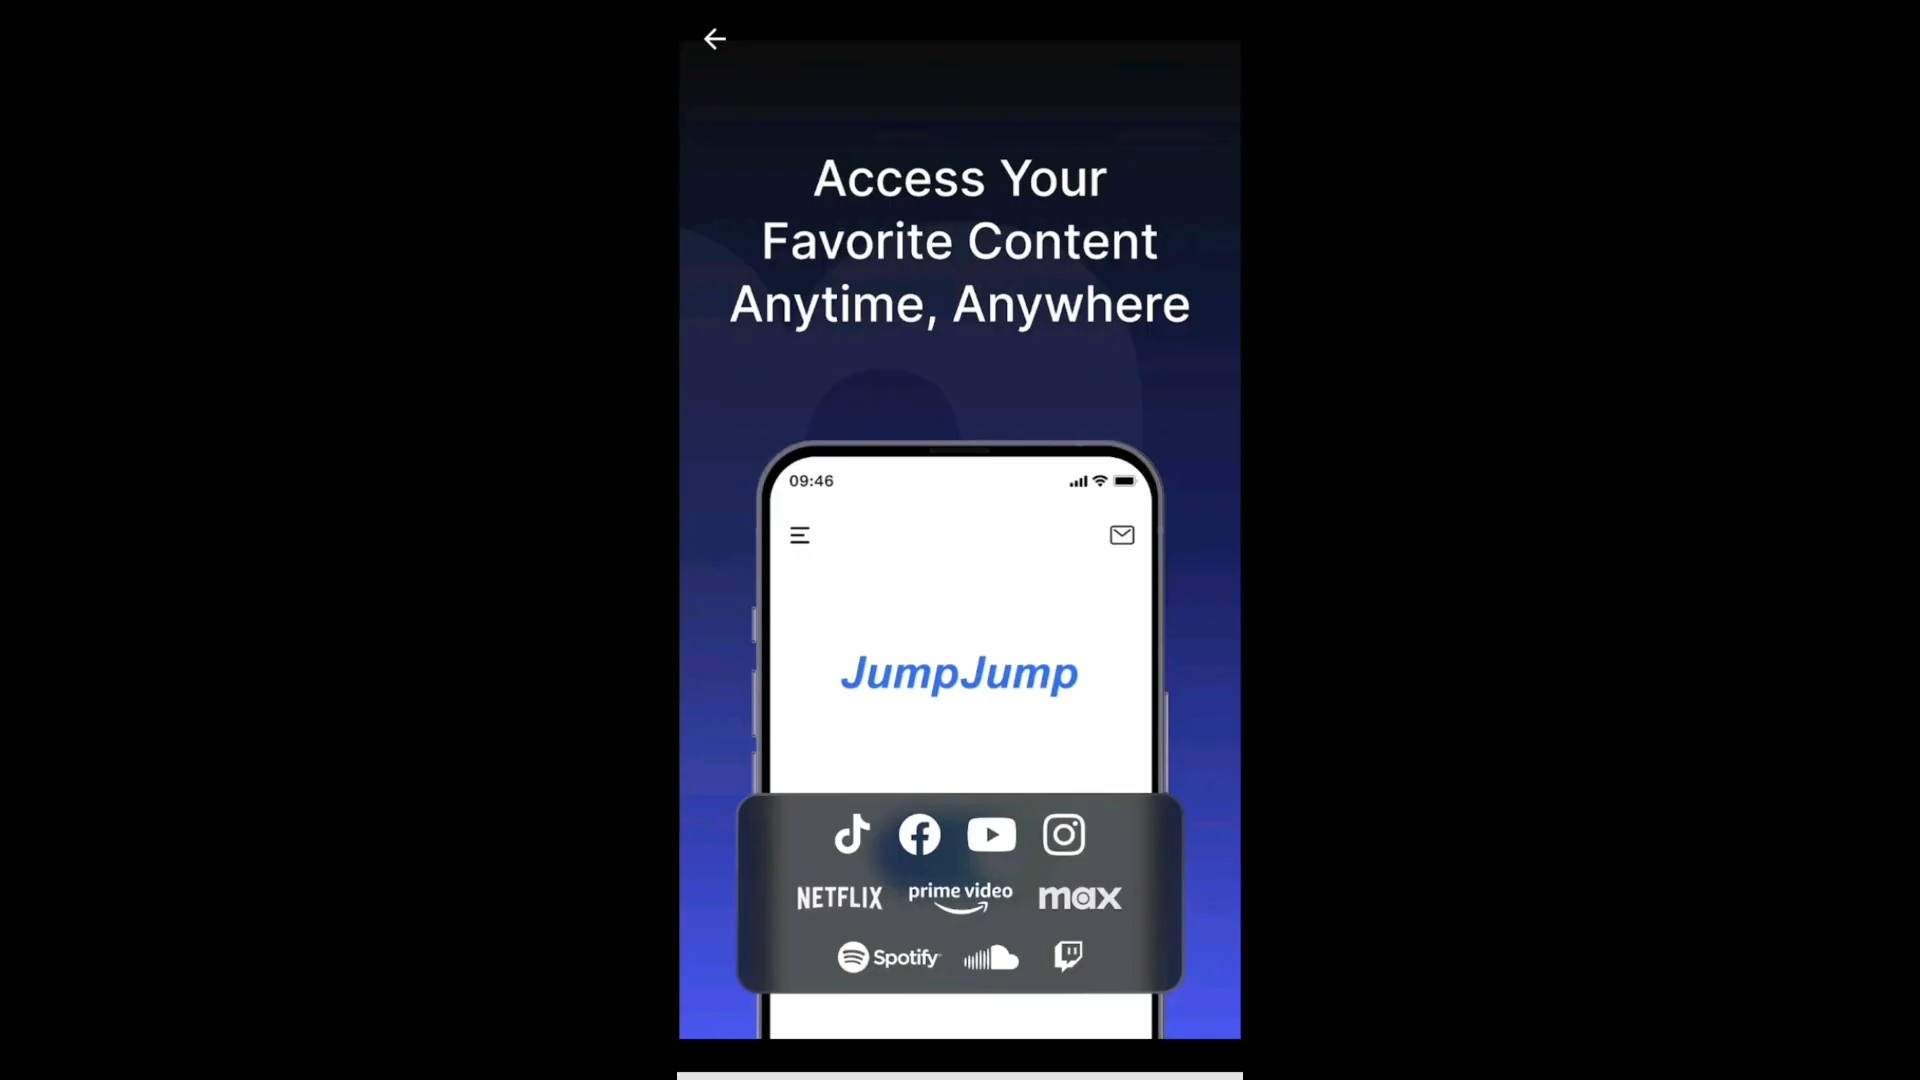 Access Your
Favorite Content
Anytime, Anywhere
09:46
JumpJump
NETFLIX prime video max
Spotify